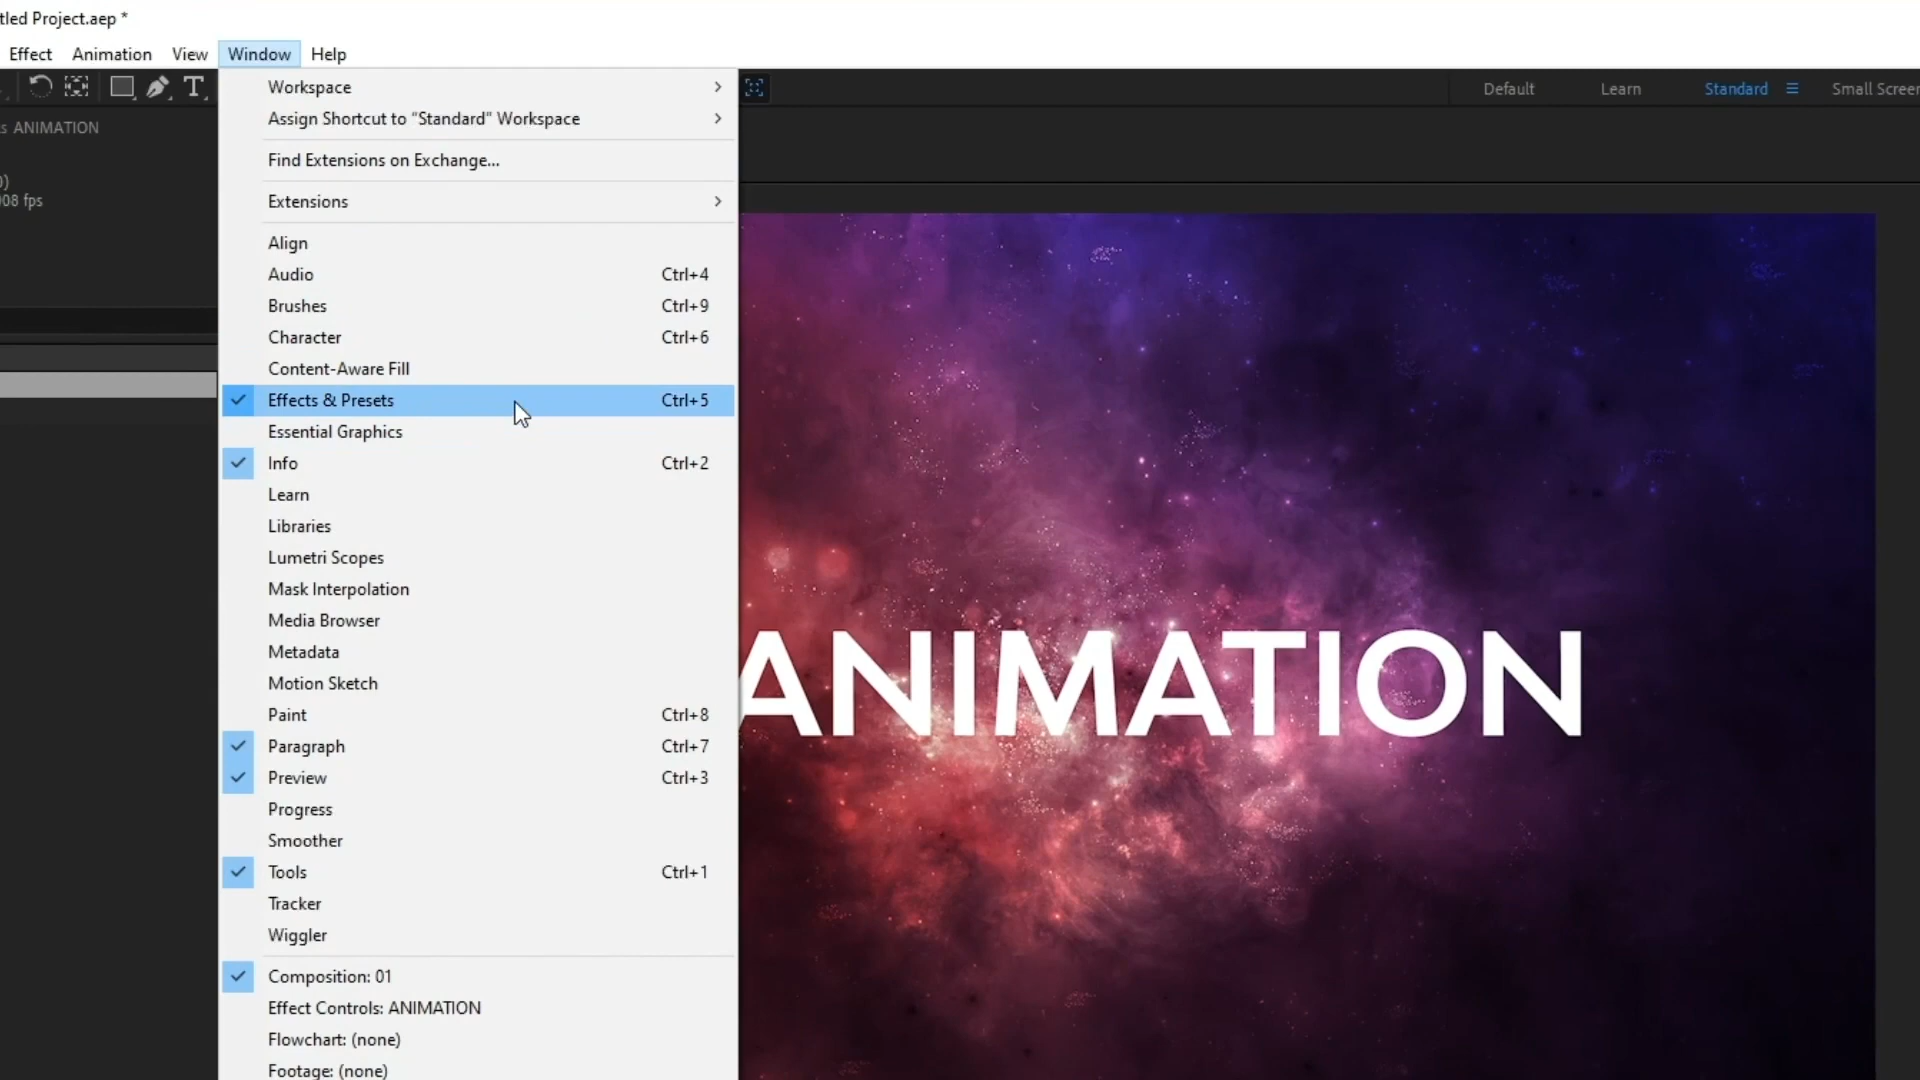 tled Project.aep *
Effect Animation View Window Help
Default Learn Standard Small Screen
s ANIMATION
08 fps
Workspace
Assign Shortcut to "Standard" Workspace
Find Extensions on Exchange...
Extensions
Align
Audio Ctrl+4
Brushes Ctrl+9
Character Ctrl+6
Content-Aware Fill
Effects & Presets Ctrl+5
Essential Graphics
Info Ctrl+2
Learn
Libraries
Lumetri Scopes
Mask Interpolation
Media Browser
Metadata
Motion Sketch
Paint Ctrl+8
Paragraph Ctrl+7
Preview Ctrl+3
Progress
Smoother
Tools Ctrl+1
Tracker
Wiggler
Composition: 01
Effect Controls: ANIMATION
Flowchart: (none)
Footage: (none)
ANIMATION